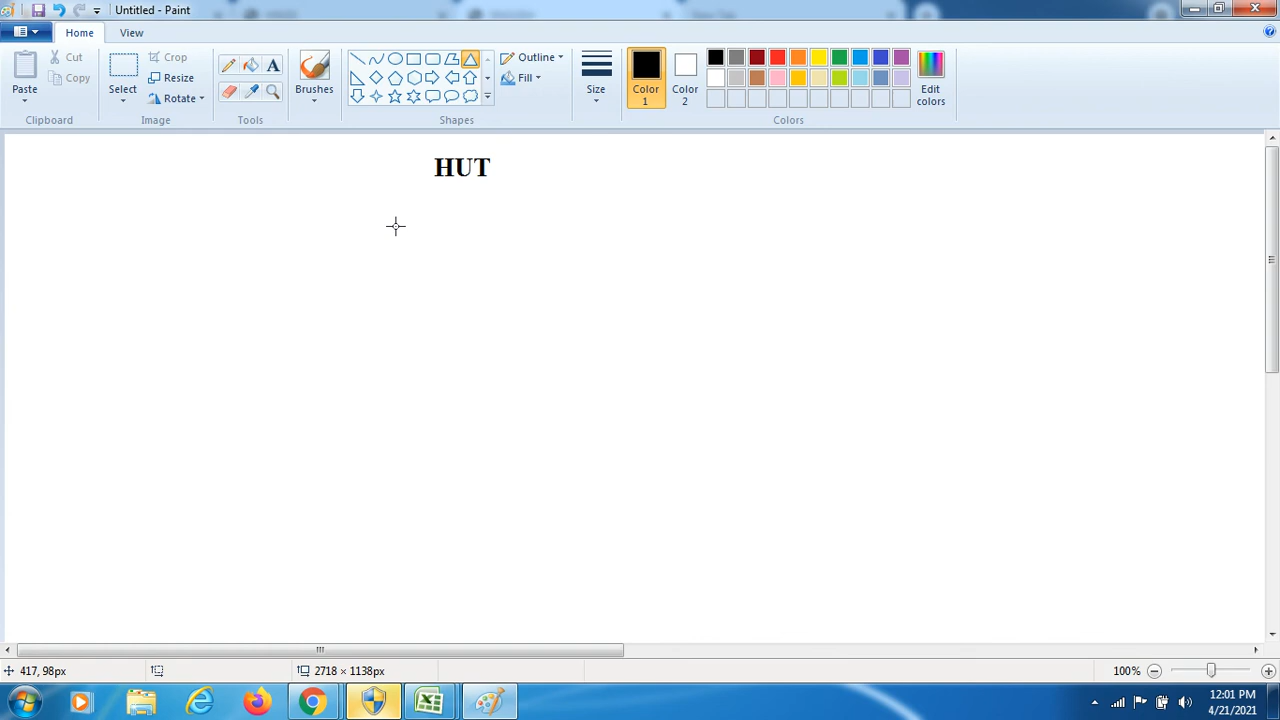 Untitled - Paint
Home
View
Paste
Cut
Copy
Clipboard
Select
Crop
Resize
Rotate
Image
A
Tools
Brushes
Shapes
Outline
Fill
Size
Color
1
Color
2
Edit
colors
Colors
HUT
417, 98px
2718 × 1138px
100%
12:01 PM
4/21/2021